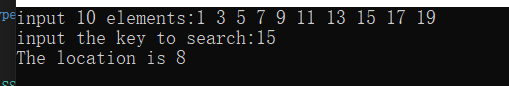 input 10 elements:1 3 5 7 9 11 13 15 17 19
input the key to search:15
The location is 8